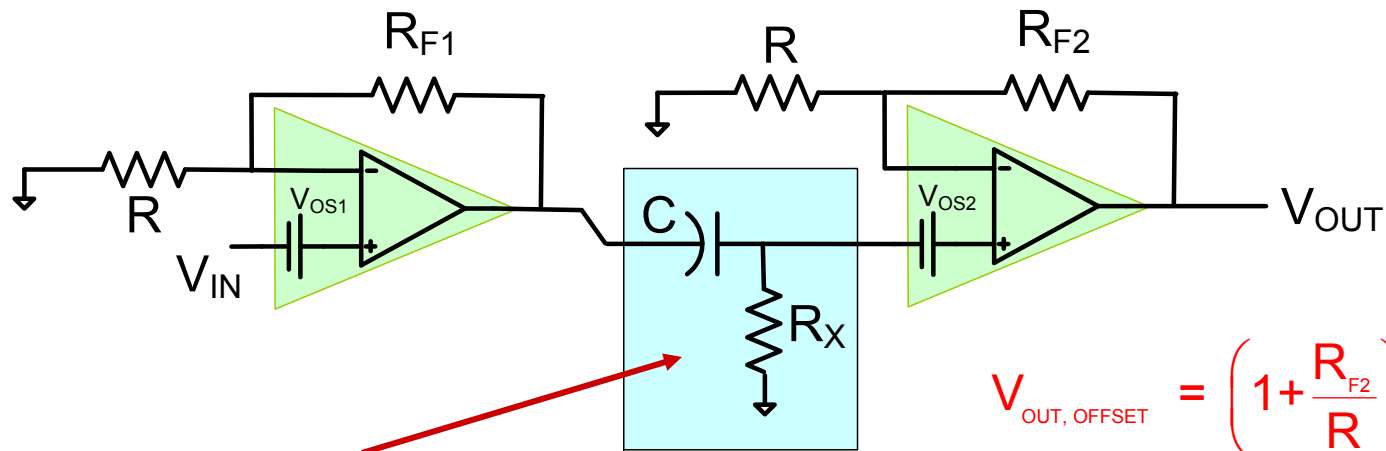 R_F1
R
R_F2
R
V_OS1
-
+
V_IN
C
R_X
V_OS2
-
+
V_OUT
V_OUT, OFFSET = (1+ R_F2 / R